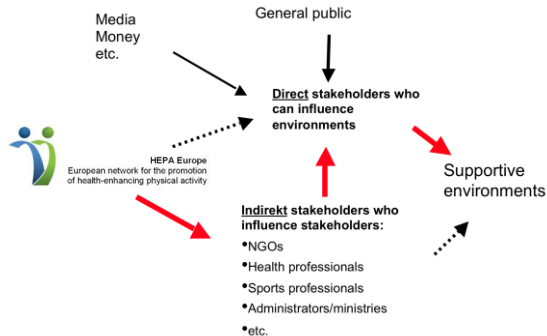 Media
Money
etc.
General public
Direct stakeholders who
can influence
environments
HEPA Europe
European network for the promotion
of health-enhancing physical activity
Supportive
environments
Indirekt stakeholders who
influence stakeholders:
•NGOs
•Health professionals
•Sports professionals
•Administrators/ministries
•etc.